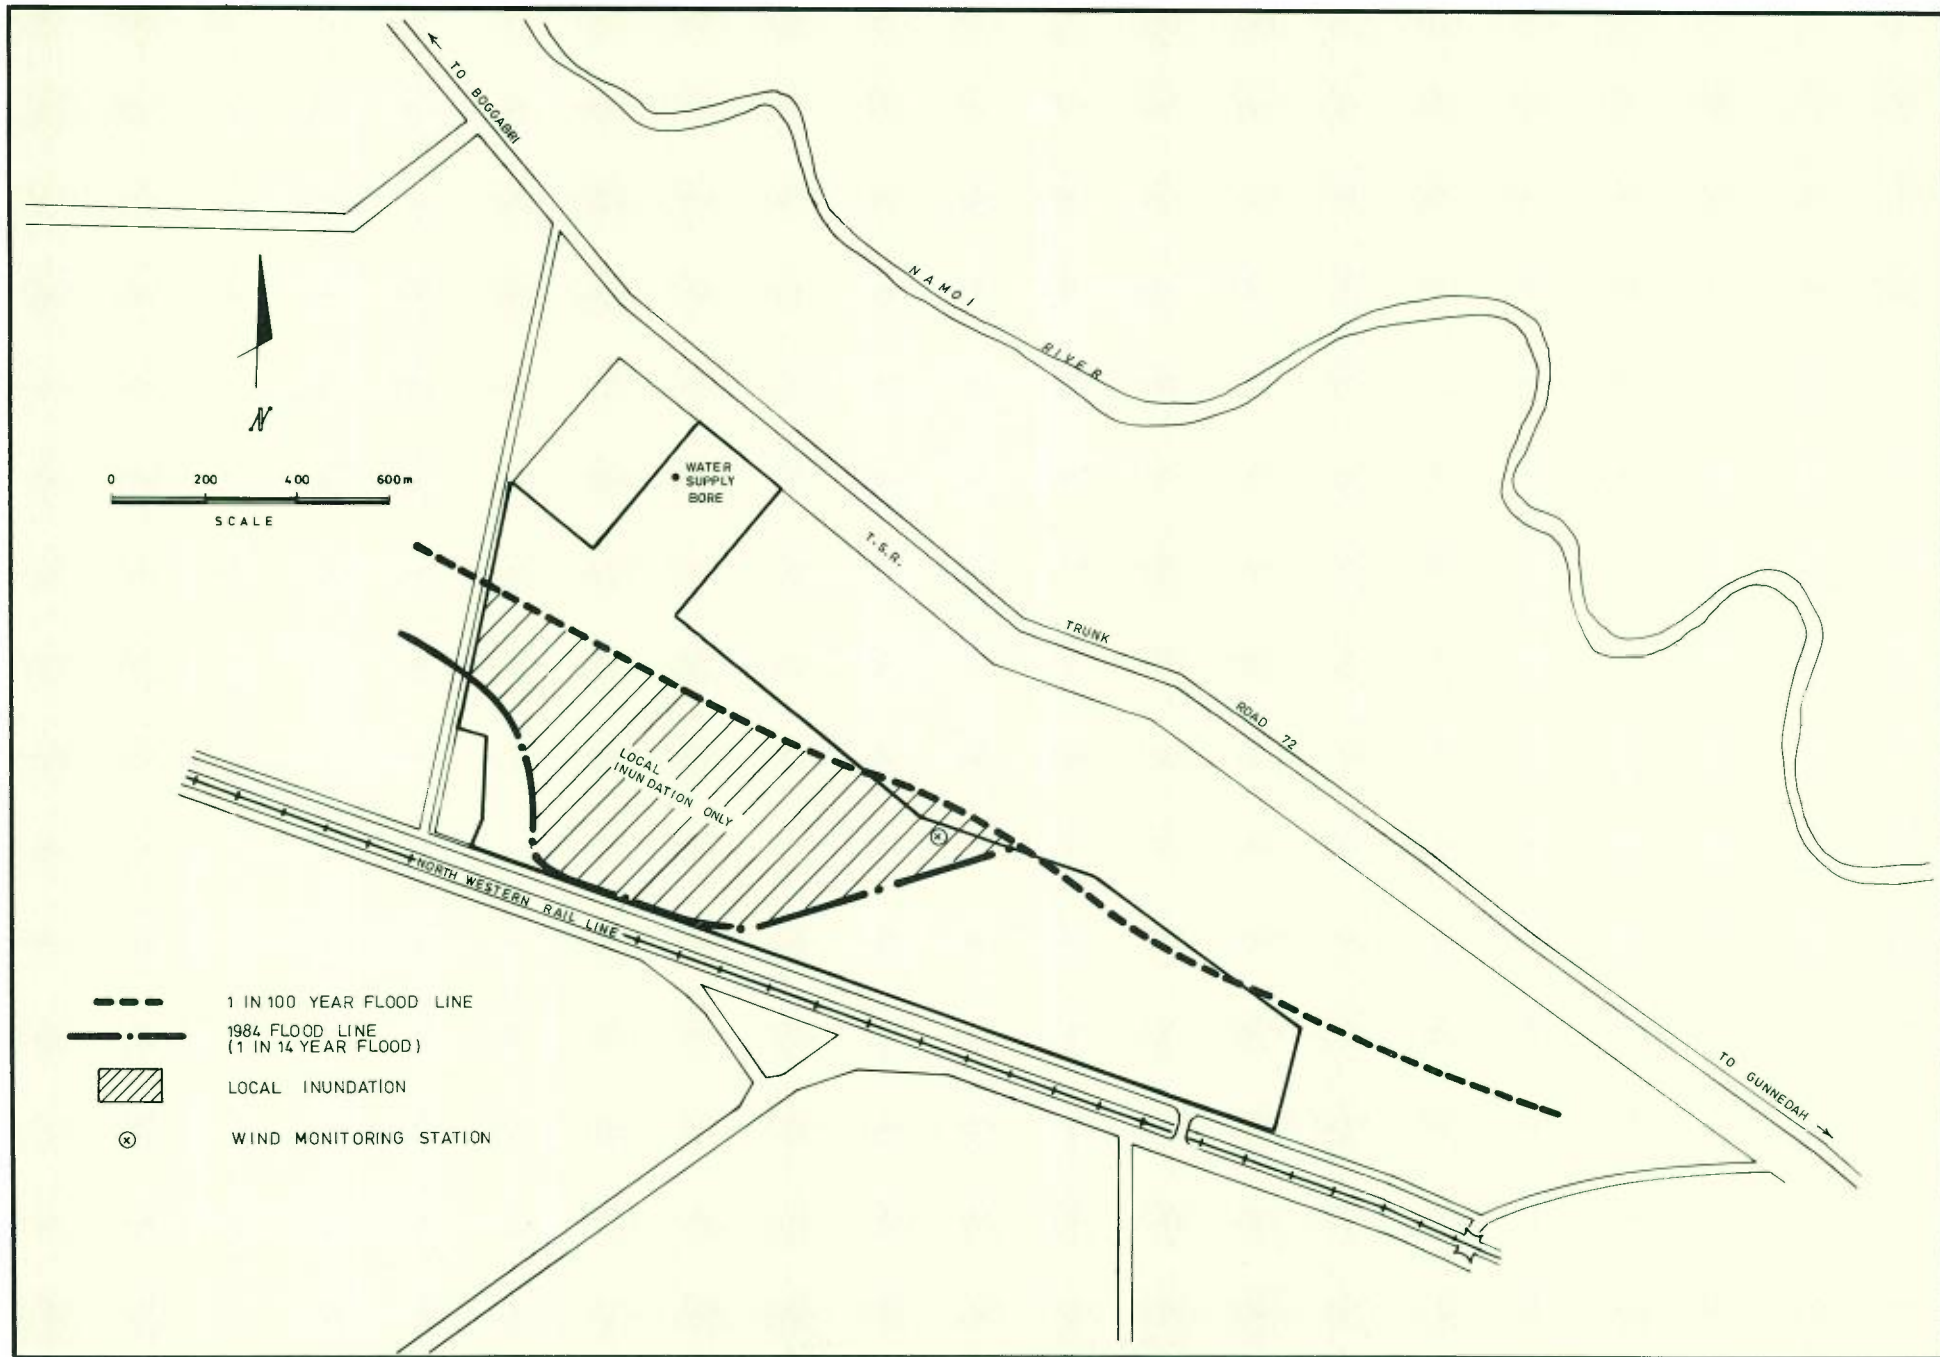 TO BOGGABRI
NAMOI
RIVER
N
0 200 400 600m
SCALE
WATER
SUPPLY
BORE
T.S.R.
TRUNK
ROAD
72
LOCAL
INUNDATION ONLY
NORTH WESTERN RAIL LINE
TO GUNNEDAH
1 IN 100 YEAR FLOOD LINE
1984 FLOOD LINE
(1 IN 14 YEAR FLOOD)
LOCAL INUNDATION
WIND MONITORING STATION